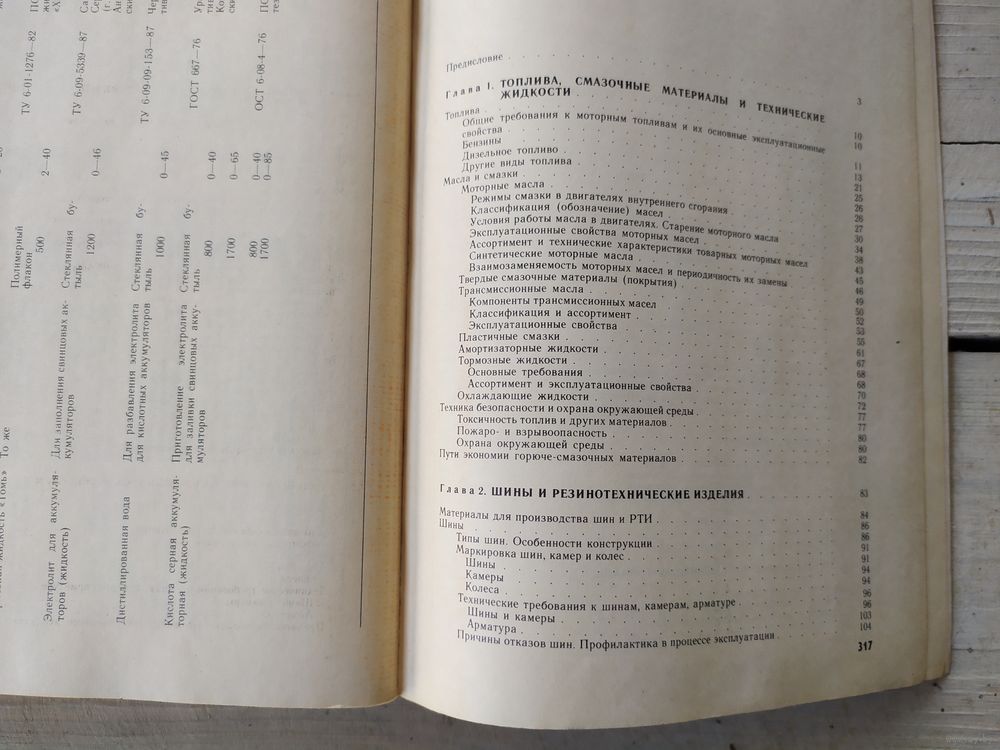 жидкость «Томь»
То же
Полимерный
флакон 500
2—40
ТУ 6-01-1276—82
Электролит для аккумуля-
торов (жидкость)
Для заполнения свинцовых ак-
кумуляторов
Стеклянная бу-
тыль 1200
0—46
ТУ 6-09-5339—87
Дистиллированная вода
Для разбавления электролита
для кислотных аккумуляторов
Стеклянная бу-
тыль 1000
0—45
ТУ 6-09-09-153—87
Кислота серная аккумуля-
торная (жидкость)
Приготовление электролита
для заливки свинцовых акку-
муляторов
Стеклянная бу-
тыль 800
1700
800
1700
0—40
0—65
0—40
0—85
ГОСТ 667—76
ОСТ 6-08-4—76
Предисловие 3
Глава 1. ТОПЛИВА, СМАЗОЧНЫЕ МАТЕРИАЛЫ И ТЕХНИЧЕСКИЕ
ЖИДКОСТИ 10
Топлива 10
Общие требования к моторным топливам и их основные эксплуатационные
свойства 11
Бензины 13
Дизельное топливо 21
Другие виды топлива 25
Масла и смазки 26
Моторные масла 26
Режимы смазки в двигателях внутреннего сгорания 27
Классификация (обозначение) масел 30
Условия работы масла в двигателях. Старение моторного масла 34
Эксплуатационные свойства моторных масел 38
Ассортимент и технические характеристики товарных моторных масел 43
Синтетические моторные масла 45
Взаимозаменяемость моторных масел и периодичность их замены 46
Твердые смазочные материалы (покрытия) 49
Трансмиссионные масла 50
Компоненты трансмиссионных масел 52
Классификация и ассортимент 53
Эксплуатационные свойства 55
Пластичные смазки 61
Амортизаторные жидкости 67
Тормозные жидкости 68
Основные требования 68
Ассортимент и эксплуатационные свойства 70
Охлаждающие жидкости 72
Техника безопасности и охрана окружающей среды 77
Токсичность топлив и других материалов 77
Пожаро- и взрывоопасность 80
Охрана окружающей среды 80
Пути экономии горюче-смазочных материалов 82
Глава 2. ШИНЫ И РЕЗИНОТЕХНИЧЕСКИЕ ИЗДЕЛИЯ 83
Материалы для производства шин и РТИ 84
Шины 86
Типы шин. Особенности конструкции 86
Маркировка шин, камер и колес 91
Шины 91
Камеры 94
Колеса 94
Технические требования к шинам, камерам, арматуре 96
Шины и камеры 96
Арматура 103
Причины отказов шин. Профилактика в процессе эксплуатации 104
317